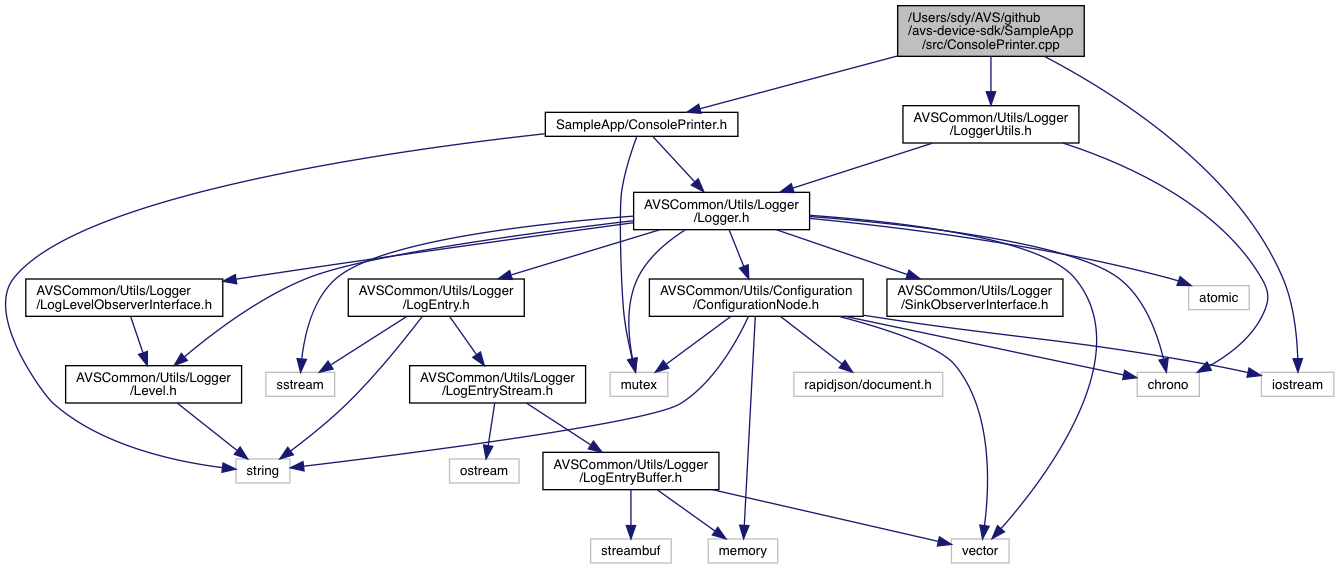 /Users/sdy/AVS/github
/avs-device-sdk/SampleApp
/src/ConsolePrinter.cpp
SampleApp/ConsolePrinter.h
AVSCommon/Utils/Logger
/LoggerUtils.h
AVSCommon/Utils/Logger
/Logger.h
AVSCommon/Utils/Logger
/LogLevelObserverInterface.h
AVSCommon/Utils/Logger
/LogEntry.h
AVSCommon/Utils/Configuration
/ConfigurationNode.h
AVSCommon/Utils/Logger
/SinkObserverInterface.h
atomic
AVSCommon/Utils/Logger
/Level.h
sstream
AVSCommon/Utils/Logger
/LogEntryStream.h
mutex
rapidjson/document.h
chrono
iostream
string
ostream
AVSCommon/Utils/Logger
/LogEntryBuffer.h
streambuf
memory
vector